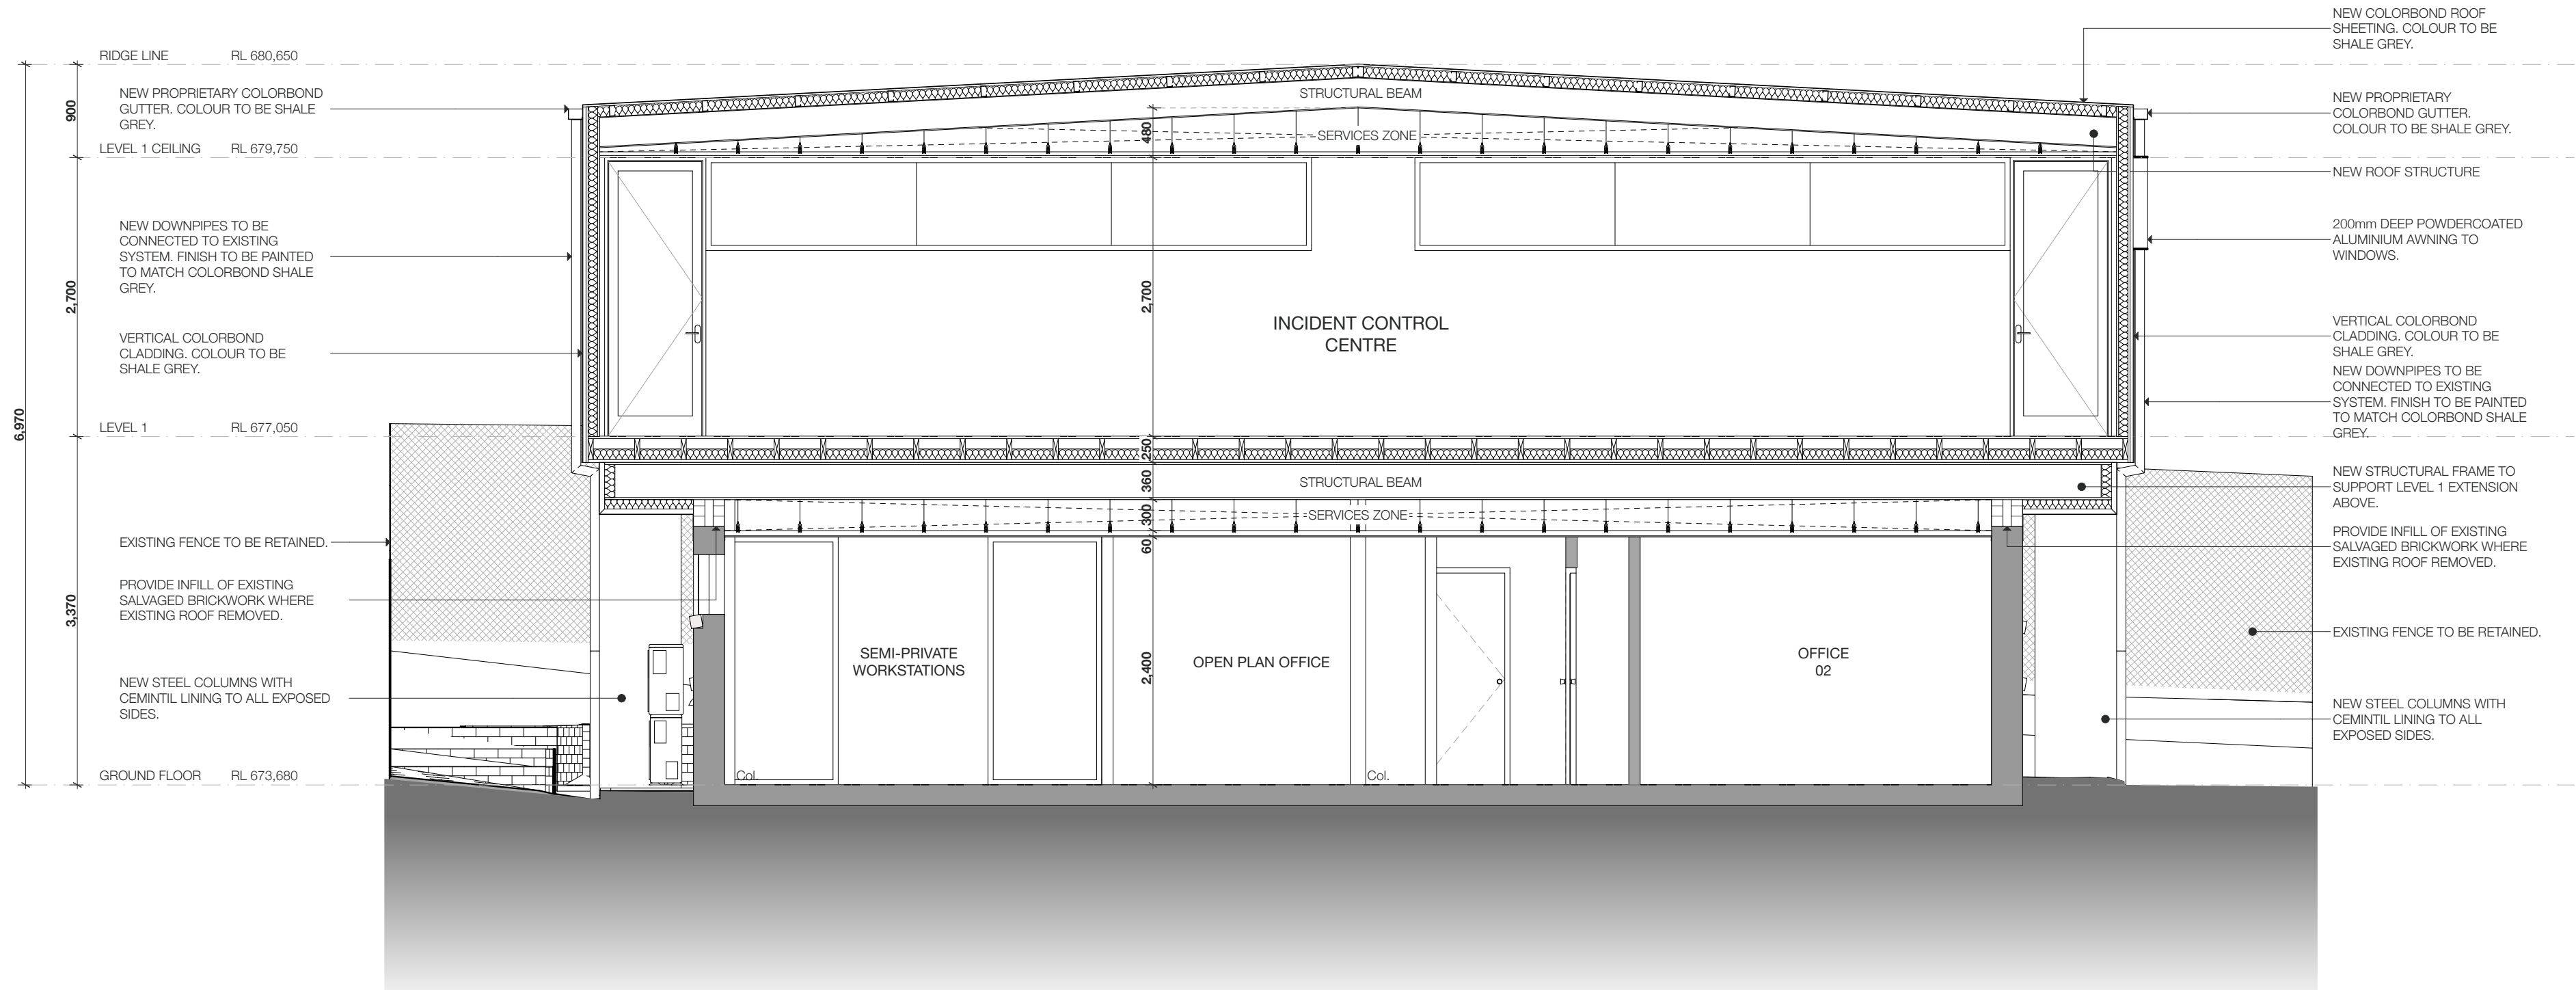 RIDGE LINE RL 680,650
NEW PROPRIETARY COLORBOND
GUTTER. COLOUR TO BE SHALE
GREY.
LEVEL 1 CEILING RL 679,750
NEW DOWNPIPES TO BE
CONNECTED TO EXISTING
SYSTEM. FINISH TO BE PAINTED
TO MATCH COLORBOND SHALE
GREY.
VERTICAL COLORBOND
CLADDING. COLOUR TO BE
SHALE GREY.
LEVEL 1 RL 677,050
EXISTING FENCE TO BE RETAINED.
PROVIDE INFILL OF EXISTING
SALVAGED BRICKWORK WHERE
EXISTING ROOF REMOVED.
NEW STEEL COLUMNS WITH
CEMINTIL LINING TO ALL EXPOSED
SIDES.
GROUND FLOOR RL 673,680
6,970
900
2,700
3,370
STRUCTURAL BEAM
480
SERVICES ZONE
2,700
INCIDENT CONTROL
CENTRE
250
360
STRUCTURAL BEAM
300
SERVICES ZONE
60
2,400
SEMI-PRIVATE
WORKSTATIONS
OPEN PLAN OFFICE
OFFICE
02
Col.
Col.
NEW COLORBOND ROOF
SHEETING. COLOUR TO BE
SHALE GREY.
NEW PROPRIETARY
COLORBOND GUTTER.
COLOUR TO BE SHALE GREY.
NEW ROOF STRUCTURE
200mm DEEP POWDERCOATED
ALUMINIUM AWNING TO
WINDOWS.
VERTICAL COLORBOND
CLADDING. COLOUR TO BE
SHALE GREY.
NEW DOWNPIPES TO BE
CONNECTED TO EXISTING
SYSTEM. FINISH TO BE PAINTED
TO MATCH COLORBOND SHALE
GREY.
NEW STRUCTURAL FRAME TO
SUPPORT LEVEL 1 EXTENSION
ABOVE.
PROVIDE INFILL OF EXISTING
SALVAGED BRICKWORK WHERE
EXISTING ROOF REMOVED.
EXISTING FENCE TO BE RETAINED.
NEW STEEL COLUMNS WITH
CEMINTIL LINING TO ALL
EXPOSED SIDES.